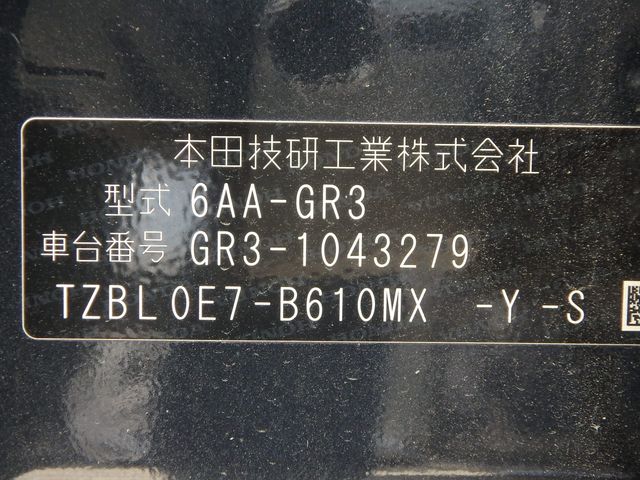 本田技研工業株式会社
型式 6AA-GR3
車台番号 GR3-1043279
TZBL0E7-B610MX -Y -S